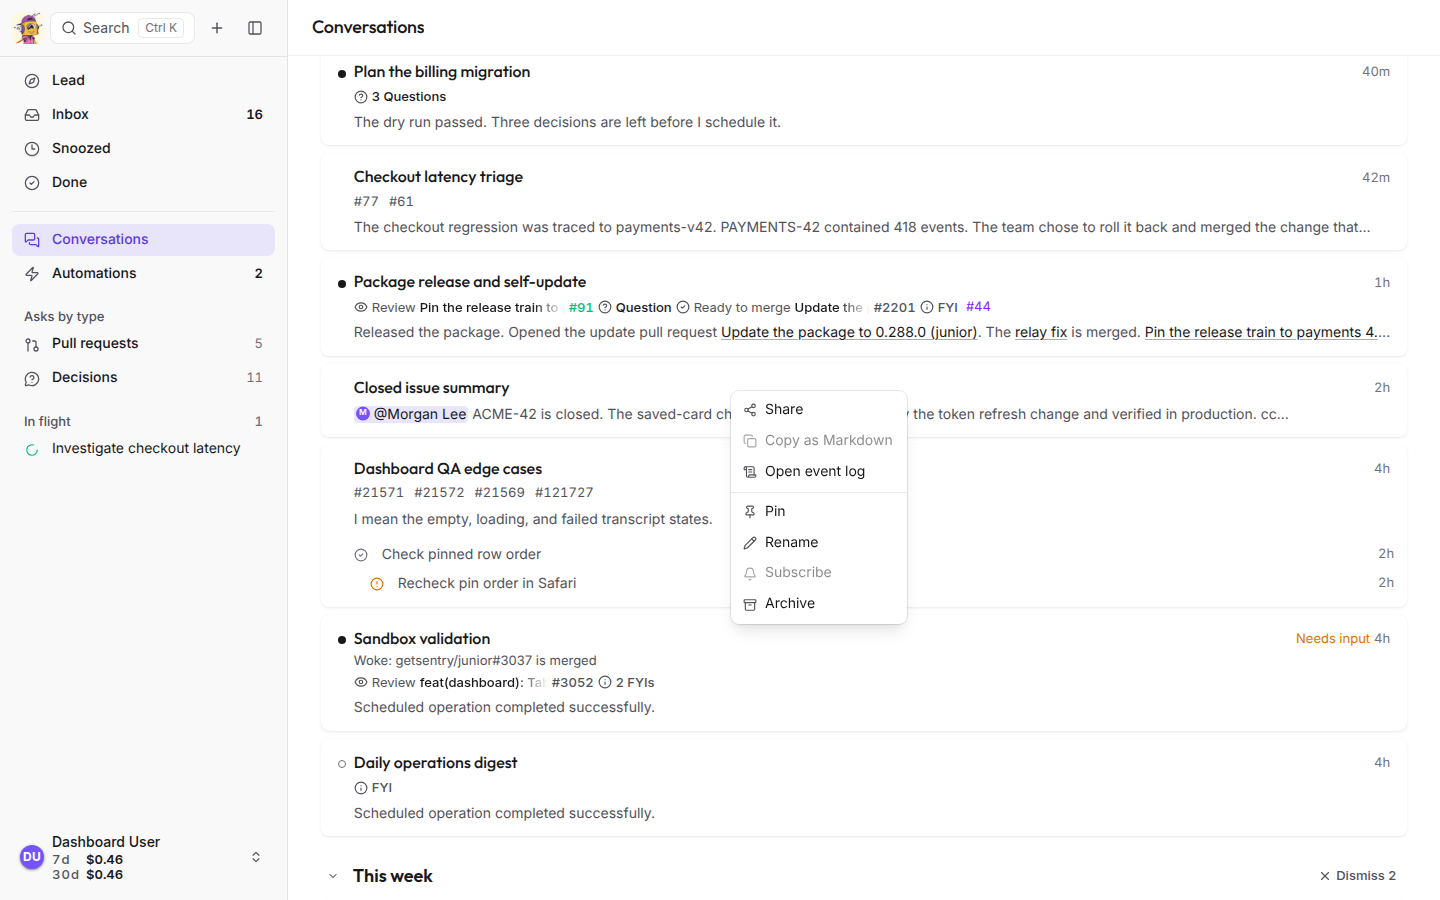 Search Ctrl K
Conversations
Lead
Inbox 16
Snoozed
Done
Conversations
Automations 2
Asks by type
Pull requests 5
Decisions 11
In flight 1
Investigate checkout latency
Dashboard User
DU
7d $0.46
30d $0.46
Plan the billing migration 40m
3 Questions
The dry run passed. Three decisions are left before I schedule it.
Checkout latency triage 42m
#77 #61
The checkout regression was traced to payments-v42. PAYMENTS-42 contained 418 events. The team chose to roll it back and merged the change that...
Package release and self-update 1h
Review Pin the release train to #91 Question Ready to merge Update the #2201 FYI #44
Released the package. Opened the update pull request Update the package to 0.288.0 (junior). The relay fix is merged. Pin the release train to payments 4....
Closed issue summary 2h
M @Morgan Lee ACME-42 is closed. The saved-card ch the token refresh change and verified in production. cc...
Share
Copy as Markdown
Open event log
Pin
Rename
Subscribe
Archive
Dashboard QA edge cases 4h
#21571 #21572 #21569 #121727
I mean the empty, loading, and failed transcript states.
Check pinned row order 2h
Recheck pin order in Safari 2h
Sandbox validation Needs input 4h
Woke: getsentry/junior#3037 is merged
Review feat(dashboard): Ta #3052 2 FYIs
Scheduled operation completed successfully.
Daily operations digest 4h
FYI
Scheduled operation completed successfully.
This week Dismiss 2